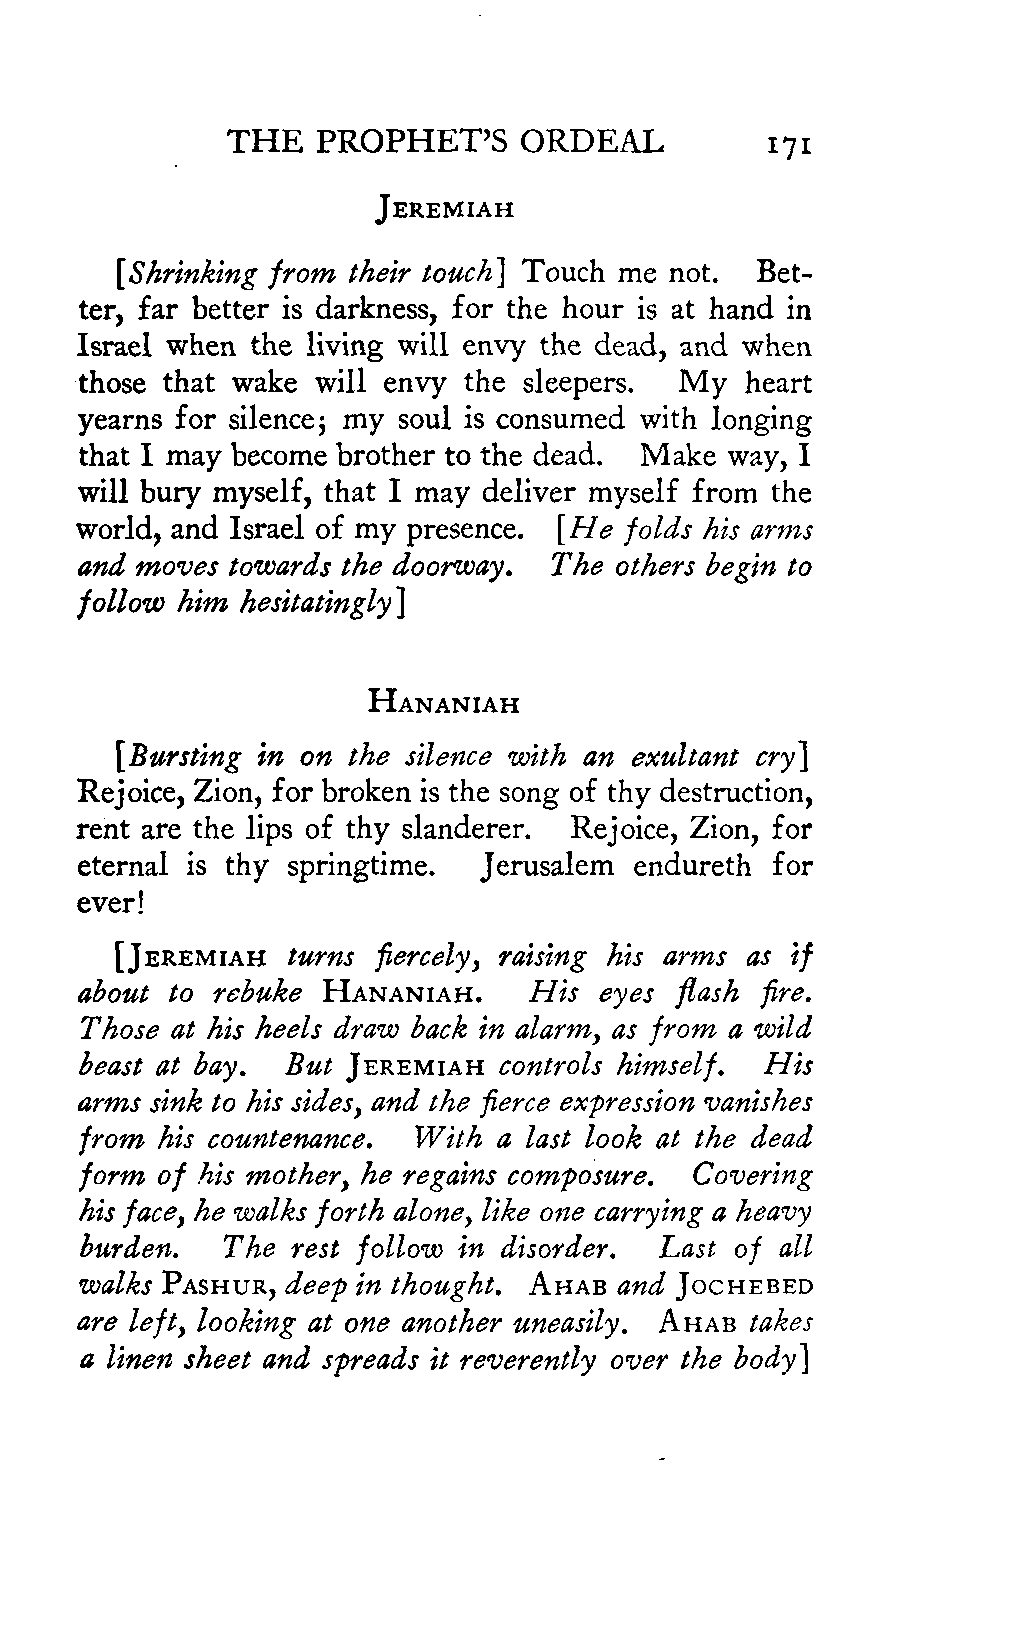 THE PROPHET'S ORDEAL 171
JEREMIAH
[Shrinking from their touch] Touch me not. Bet-
ter, far better is darkness, for the hour is at hand in
Israel when the living will envy the dead, and when
those that wake will envy the sleepers. My heart
yearns for silence; my soul is consumed with longing
that I may become brother to the dead. Make way, I
will bury myself, that I may deliver myself from the
world, and Israel of my presence. [He folds his arms
and moves towards the doorway. The others begin to
follow him hesitatingly]
HANANIAH
[Bursting in on the silence with an exultant cry]
Rejoice, Zion, for broken is the song of thy destruction,
rent are the lips of thy slanderer. Rejoice, Zion, for
eternal is thy springtime. Jerusalem endureth for
ever!
[JEREMIAH turns fiercely, raising his arms as if
about to rebuke HANANIAH. His eyes flash fire.
Those at his heels draw back in alarm, as from a wild
beast at bay. But JEREMIAH controls himself. His
arms sink to his sides, and the fierce expression vanishes
from his countenance. With a last look at the dead
form of his mother, he regains composure. Covering
his face, he walks forth alone, like one carrying a heavy
burden. The rest follow in disorder. Last of all
walks PASHUR, deep in thought. AHAB and JOCHEBED
are left, looking at one another uneasily. AHAB takes
a linen sheet and spreads it reverently over the body]